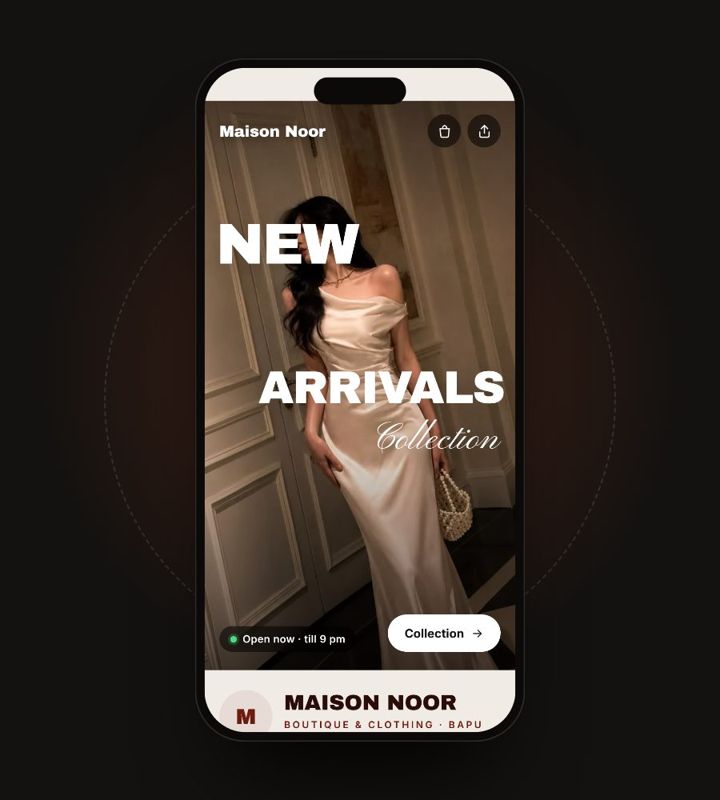 Maison Noor
NEW
ARRIVALS
Collection
Open now · till 9 pm
Collection →
M
MAISON NOOR
BOUTIQUE & CLOTHING · BAPU